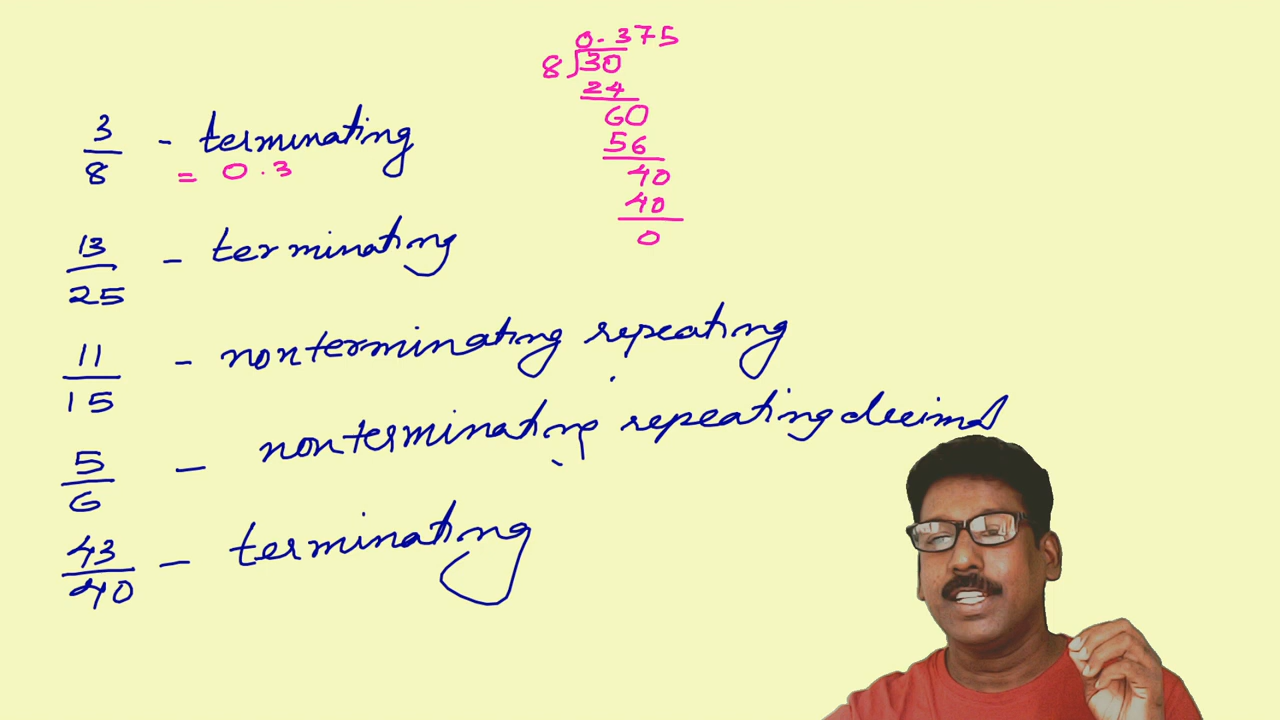 3/8 - terminating
= 0.3
0.375
8)30
24
60
56
40
40
0
13/25 - terminating
11/15 - nonterminating repeating
5/6 - nonterminating repeating decimal
43/40 - terminating